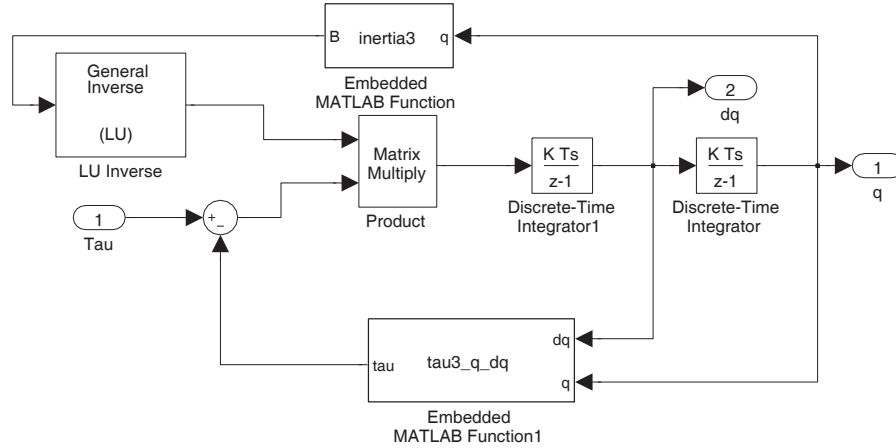 B inertia3 q
Embedded
MATLAB Function
General
Inverse
(LU)
LU Inverse
2
dq
Matrix
Multiply
Product
K Ts
z-1
Discrete-Time
Integrator1
K Ts
z-1
Discrete-Time
Integrator
1
q
1
Tau
+
−
tau tau3_q_dq dq
q
Embedded
MATLAB Function1